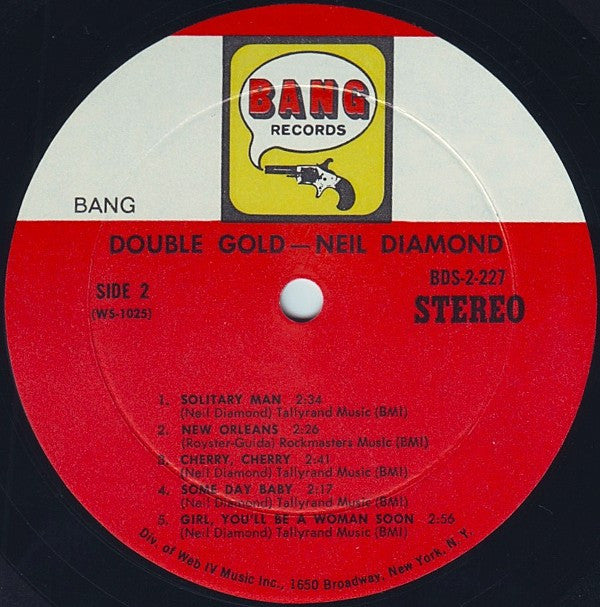 BANG
RECORDS
BANG
DOUBLE GOLD—NEIL DIAMOND
SIDE 2
(WS-1025)
BDS-2-227
STEREO
1. SOLITARY MAN 2:34
(Neil Diamond) Tallyrand Music (BMI)
2. NEW ORLEANS 2:26
(Royster-Guida) Rockmasters Music (BMI)
3. CHERRY, CHERRY 2:41
(Neil Diamond) Tallyrand Music (BMI)
4. SOME DAY BABY 2:17
(Neil Diamond) Tallyrand Music (BMI)
5. GIRL, YOU'LL BE A WOMAN SOON 2:56
(Neil Diamond) Tallyrand Music (BMI)
Div. of Web IV Music Inc., 1650 Broadway, New York, N. Y.